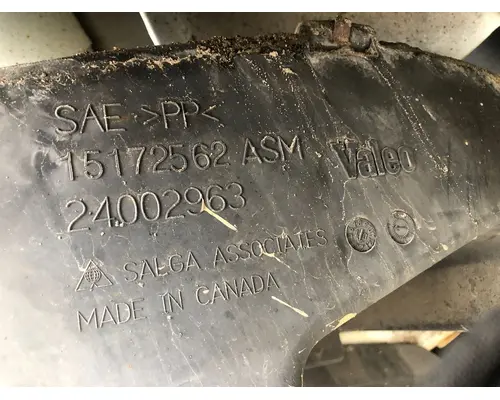 SAE >PP<
15172562 ASM Valeo
24002963
SALGA ASSOCIATES
MADE IN CANADA